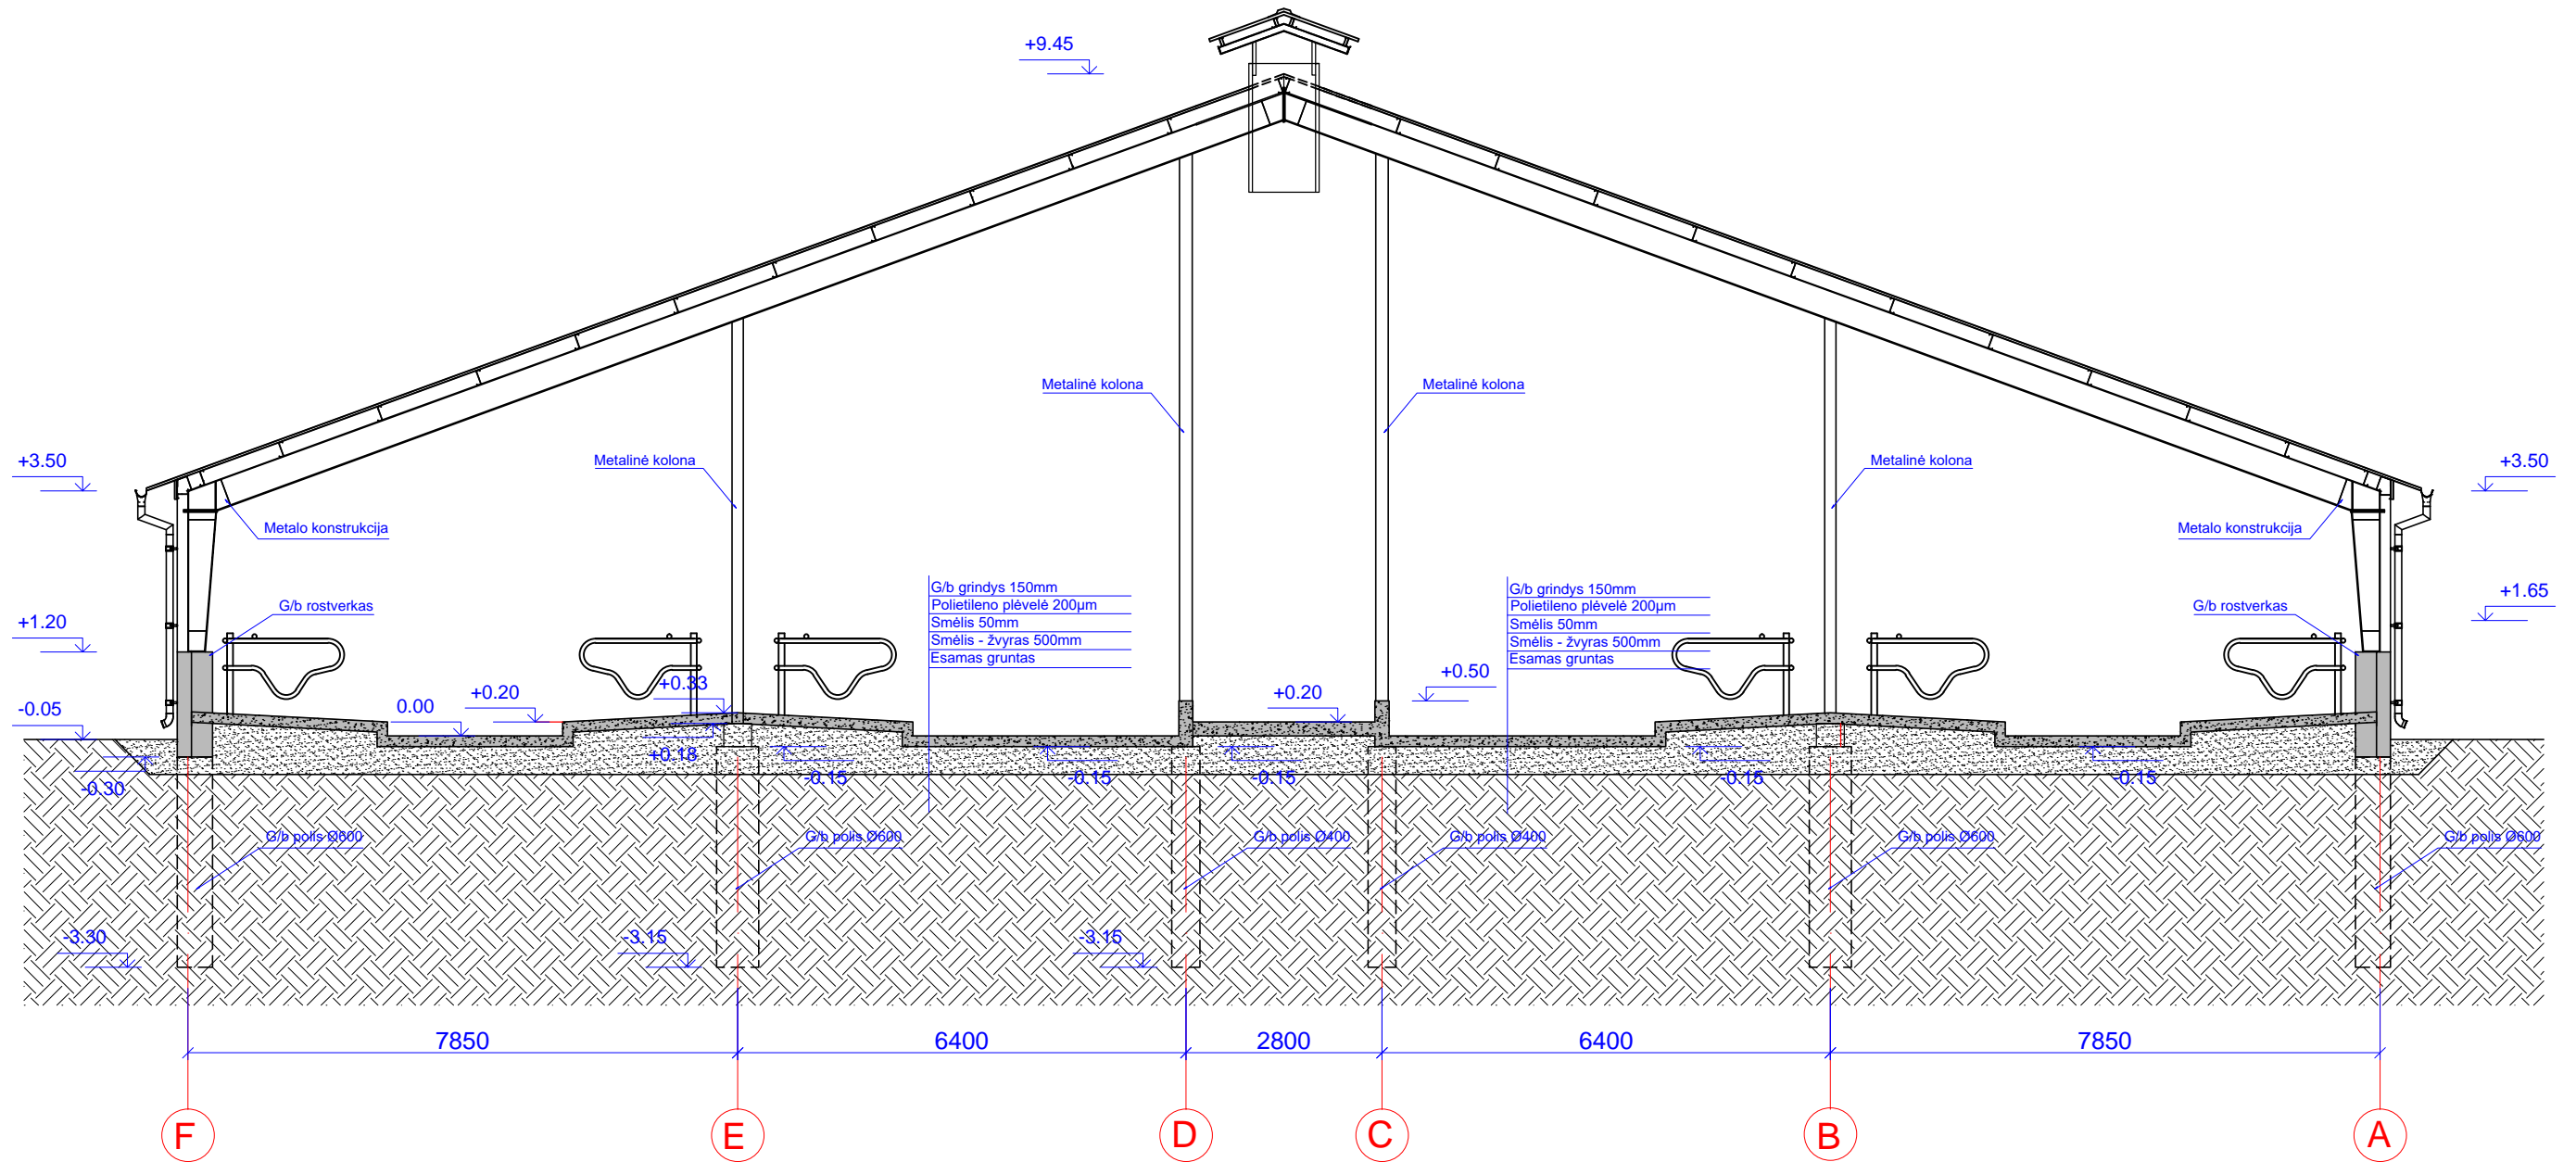 +9.45
Metalinė kolona
Metalinė kolona
+3.50
Metalinė kolona
Metalinė kolona
+3.50
Metalo konstrukcija
Metalo konstrukcija
G/b grindys 150mm
Polietileno plėvelė 200µm
Smėlis 50mm
Smėlis - žvyras 500mm
Esamas gruntas
G/b grindys 150mm
Polietileno plėvelė 200µm
Smėlis 50mm
Smėlis - žvyras 500mm
Esamas gruntas
+1.20
G/b rostverkas
G/b rostverkas
+1.65
-0.05
0.00
+0.20
+0.33
+0.20
+0.50
-0.30
+0.18
-0.15
-0.15
-0.15
-0.15
-0.15
G/b polis Ø600
G/b polis Ø600
G/b polis Ø400
G/b polis Ø400
G/b polis Ø600
G/b polis Ø600
-3.30
-3.15
-3.15
7850
6400
2800
6400
7850
F
E
D
C
B
A